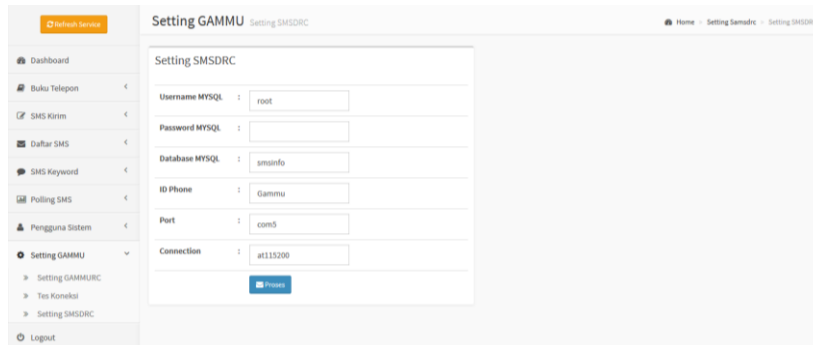 Refresh Service
Setting GAMMU Setting SMSDRC
Home > Setting Samsdrc > Setting SMSDR
Dashboard
Buku Telepon
SMS Kirim
Daftar SMS
SMS Keyword
Polling SMS
Pengguna Sistem
Setting GAMMU
» Setting GAMMURC
» Tes Koneksi
» Setting SMSDRC
Logout
Setting SMSDRC
Username MYSQL : root
Password MYSQL :
Database MYSQL : smsinfo
ID Phone : Gammu
Port : com5
Connection : at115200
Proses